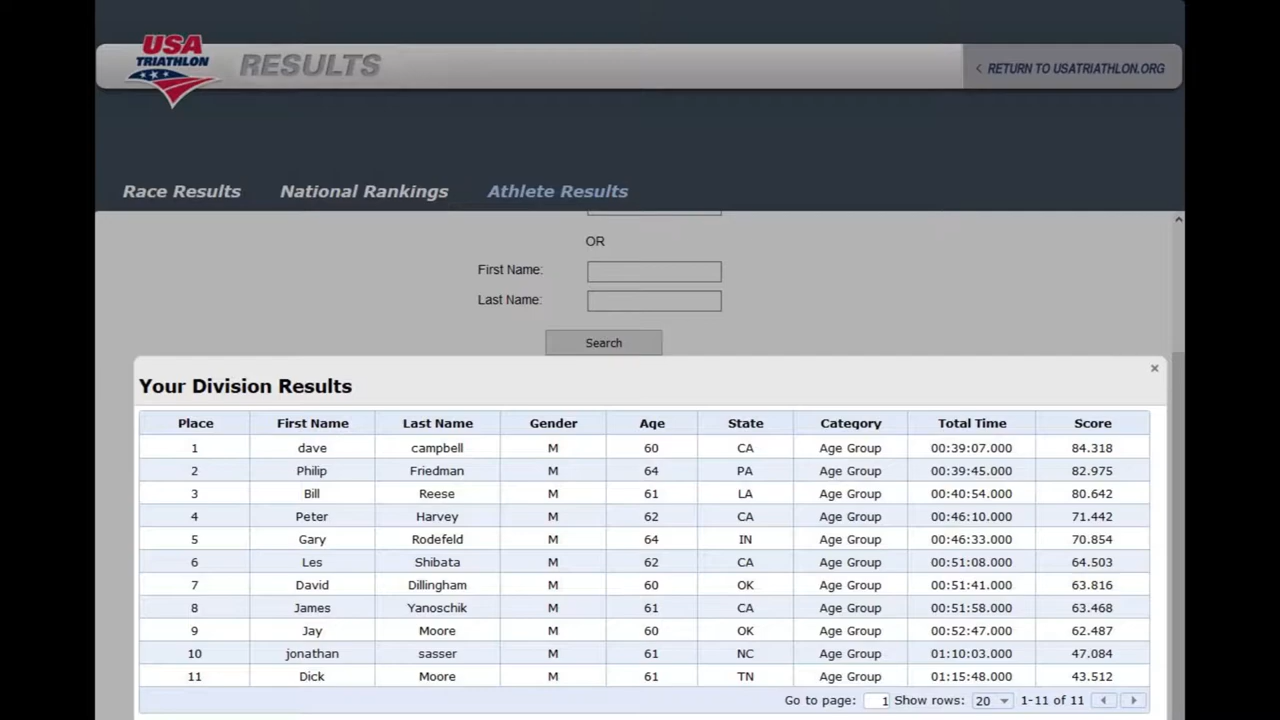 USA
TRIATHLON
RESULTS
< RETURN TO USATRIATHLON.ORG
Race Results National Rankings Athlete Results
OR
First Name:
Last Name:
Search
Your Division Results
Place First Name Last Name Gender Age State Category Total Time Score
1 dave campbell M 60 CA Age Group 00:39:07.000 84.318
2 Philip Friedman M 64 PA Age Group 00:39:45.000 82.975
3 Bill Reese M 61 LA Age Group 00:40:54.000 80.642
4 Peter Harvey M 62 CA Age Group 00:46:10.000 71.442
5 Gary Rodefeld M 64 IN Age Group 00:46:33.000 70.854
6 Les Shibata M 62 CA Age Group 00:51:08.000 64.503
7 David Dillingham M 60 OK Age Group 00:51:41.000 63.816
8 James Yanoschik M 61 CA Age Group 00:51:58.000 63.468
9 Jay Moore M 60 OK Age Group 00:52:47.000 62.487
10 jonathan sasser M 61 NC Age Group 01:10:03.000 47.084
11 Dick Moore M 61 TN Age Group 01:15:48.000 43.512
Go to page: 1 Show rows: 20 1-11 of 11